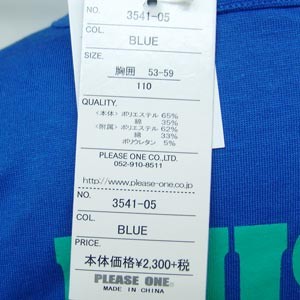 NO. 3541-05
COL. BLUE
SIZE.
胸囲 53-59
110
QUALITY.
<本体> ポリエステル 65%
綿 35%
<附属> ポリエステル 62%
綿 33%
ポリウレタン 5%
PLEASE ONE CO.,LTD.
052-910-8511
http://www.please-one.co.jp/
NO. 3541-05
COL.
BLUE
PRICE.
本体価格¥2,300+税
PLEASE ONE.
MADE IN CHINA